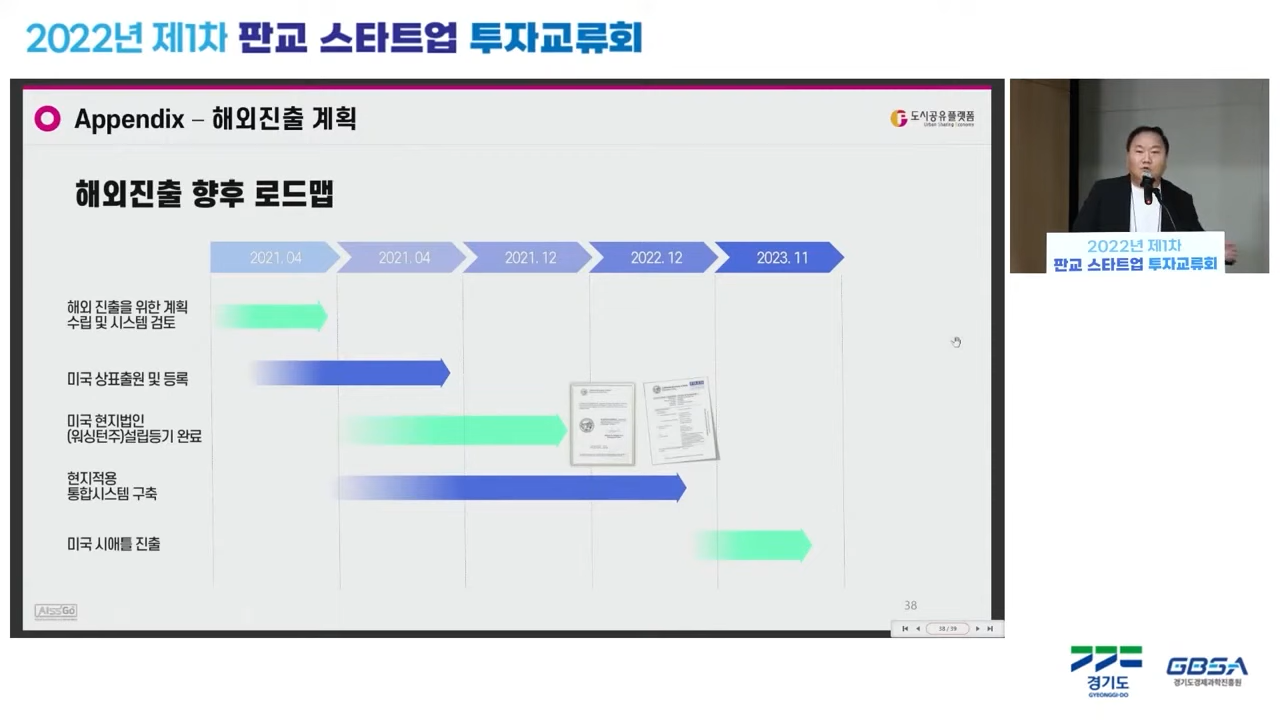 2022년 제1차 판교 스타트업 투자교류회
Appendix – 해외진출 계획
도시공유플랫폼
Urban Sharing Economic
해외진출 향후 로드맵
2021. 04
2021. 04
2021. 12
2022. 12
2023. 11
해외 진출을 위한 계획
수립 및 시스템 검토
미국 상표출원 및 등록
미국 현지법인
(워싱턴주)설립등기 완료
현지적용
통합시스템 구축
미국 시애틀 진출
AISS Go
38
38 / 39
2022년 제1차
판교 스타트업 투자교류회
경기도
GYEONGGI-DO
GBSA
경기도경제과학진흥원